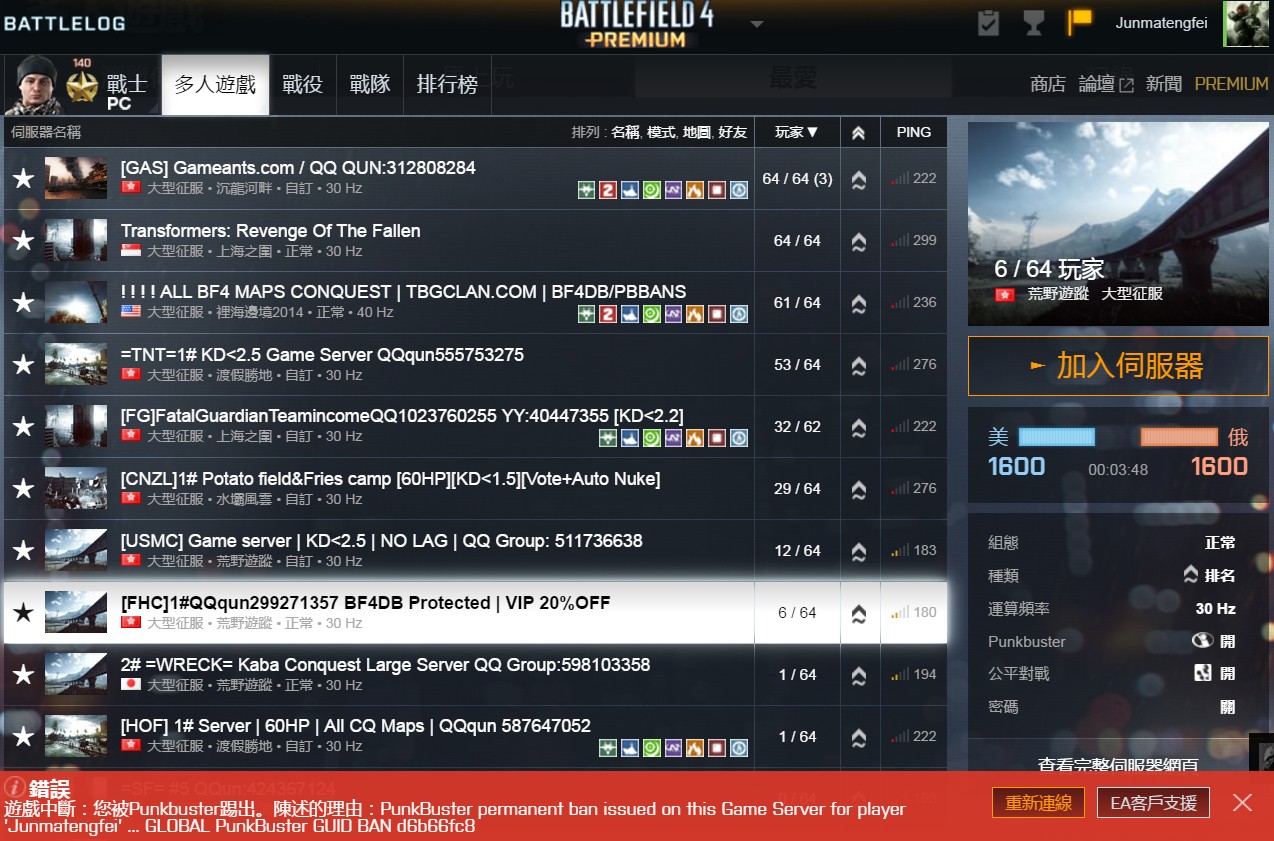 BATTLELOG
BATTLEFIELD 4
PREMIUM
Junmatengfei
140
戰士
PC
多人遊戲
戰役
戰隊
排行榜
最愛
商店
論壇
新聞
PREMIUM
伺服器名稱
排列 : 名稱, 模式, 地圖, 好友
玩家▼
PING
[GAS] Gameants.com / QQ QUN:312808284
大型征服 • 沉龍河畔 • 自訂 • 30 Hz
2
64 / 64 (3)
222
Transformers: Revenge Of The Fallen
大型征服 • 上海之圍 • 正常 • 30 Hz
64 / 64
299
! ! ! ! ALL BF4 MAPS CONQUEST | TBGCLAN.COM | BF4DB/PBBANS
大型征服 • 裡海邊境2014 • 正常 • 40 Hz
2
61 / 64
236
=TNT=1# KD<2.5 Game Server QQqun555753275
大型征服 • 渡假勝地 • 自訂 • 30 Hz
53 / 64
276
[FG]FatalGuardianTeamincomeQQ1023760255 YY:40447355 [KD<2.2]
大型征服 • 上海之圍 • 自訂 • 30 Hz
32 / 62
222
[CNZL]1# Potato field&Fries camp [60HP][KD<1.5][Vote+Auto Nuke]
大型征服 • 水壩風雲 • 自訂 • 30 Hz
29 / 64
276
[USMC] Game server | KD<2.5 | NO LAG | QQ Group: 511736638
大型征服 • 荒野遊蹤 • 自訂 • 30 Hz
12 / 64
183
[FHC]1#QQqun299271357 BF4DB Protected | VIP 20%OFF
大型征服 • 荒野遊蹤 • 正常 • 30 Hz
6 / 64
180
2# =WRECK= Kaba Conquest Large Server QQ Group:598103358
大型征服 • 荒野遊蹤 • 正常 • 30 Hz
1 / 64
194
[HOF] 1# Server | 60HP | All CQ Maps | QQqun 587647052
大型征服 • 渡假勝地 • 自訂 • 30 Hz
1 / 64
222
=SF= #5 QQun:424367124
6 / 64 玩家
荒野遊蹤 大型征服
加入伺服器
美
俄
1600
00:03:48
1600
組態
正常
種類
排名
運算頻率
30 Hz
Punkbuster
開
公平對戰
開
密碼
關
查看完整伺服器網頁
錯誤
遊戲中斷：您被Punkbuster踢出。陳述的理由：PunkBuster permanent ban issued on this Game Server for player
'Junmatengfei' ... GLOBAL PunkBuster GUID BAN d6b66fc8
重新連線
EA客戶支援